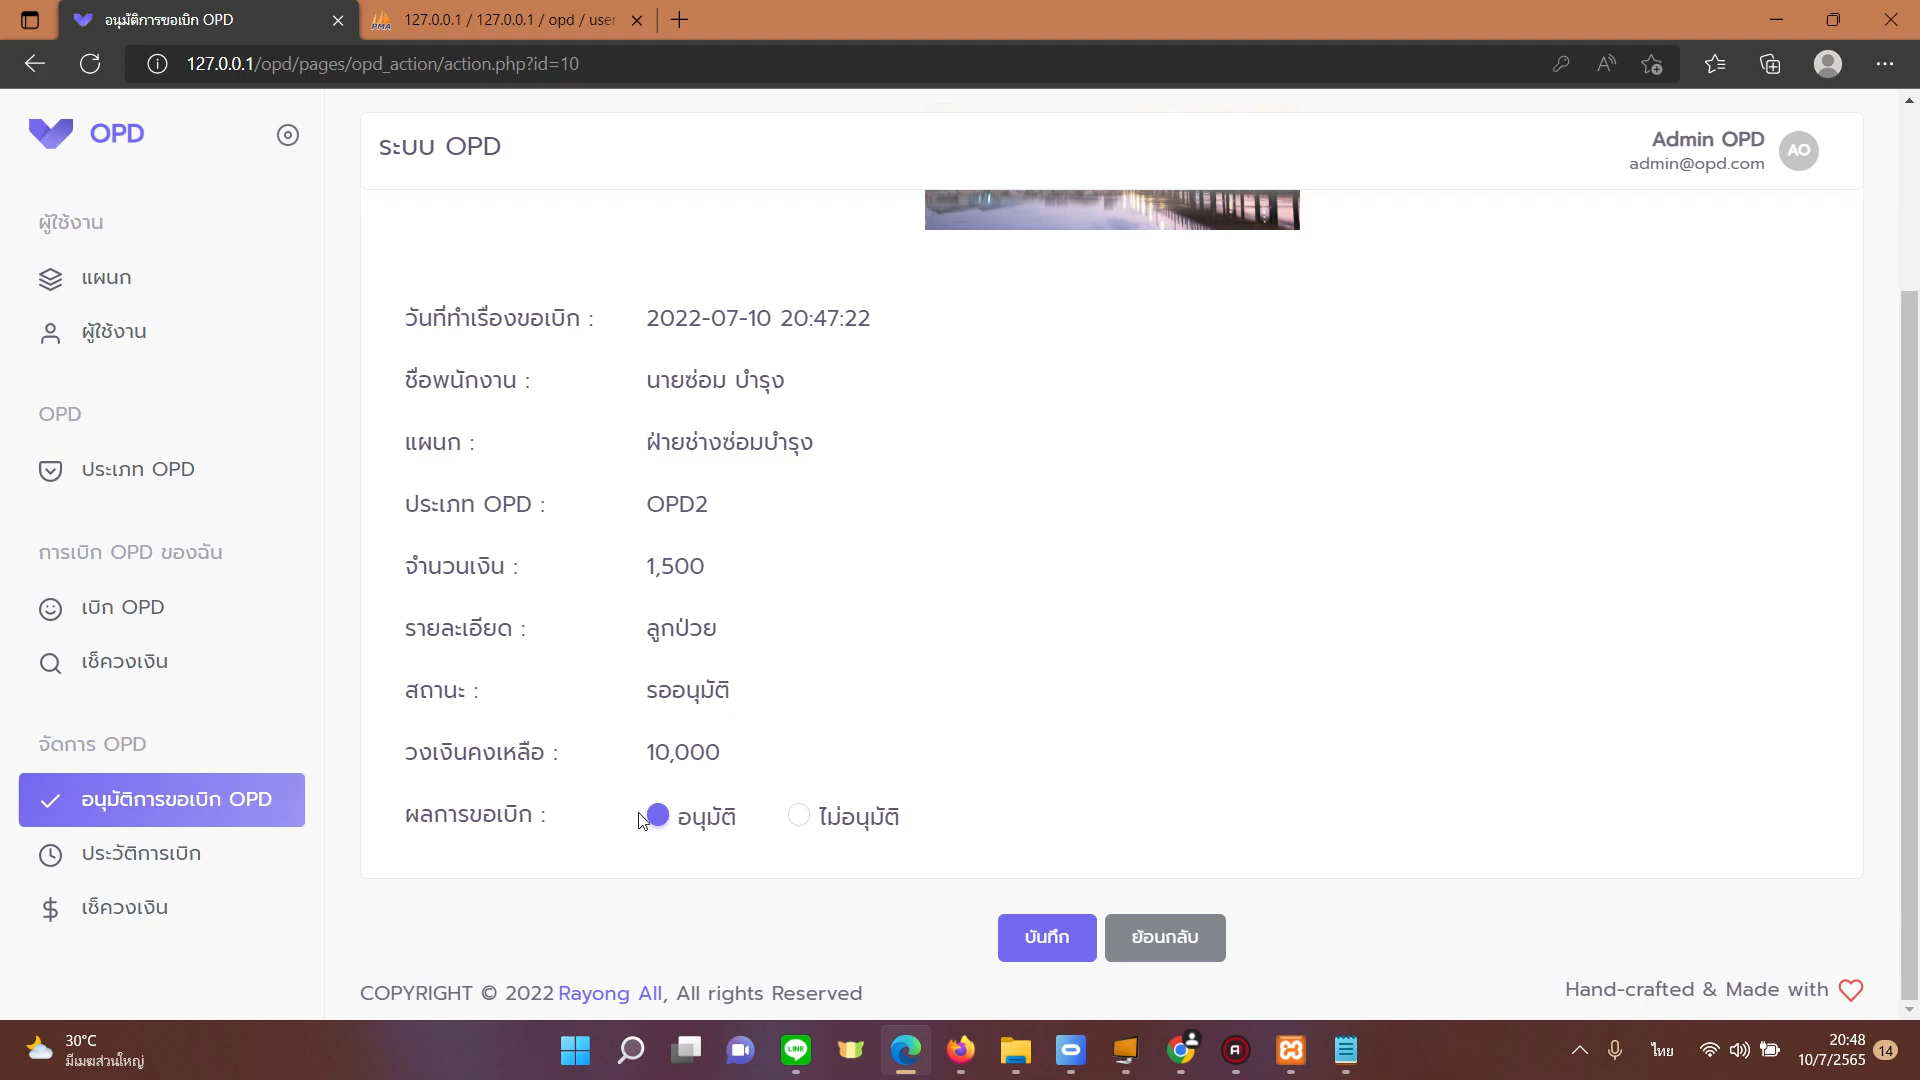 อนุมัติการขอเบิก OPD
127.0.0.1 / 127.0.0.1 / opd / user
127.0.0.1/opd/pages/opd_action/action.php?id=10
OPD
ผู้ใช้งาน
แผนก
ผู้ใช้งาน
OPD
ประเภท OPD
การเบิก OPD ของฉัน
เบิก OPD
เช็ควงเงิน
จัดการ OPD
อนุมัติการขอเบิก OPD
ประวัติการเบิก
เช็ควงเงิน
ระบบ OPD
Admin OPD
admin@opd.com
AO
วันที่ทำเรื่องขอเบิก : 2022-07-10 20:47:22
ชื่อพนักงาน : นายซ่อม บำรุง
แผนก : ฝ่ายช่างซ่อมบำรุง
ประเภท OPD : OPD2
จำนวนเงิน : 1,500
รายละเอียด : ลูกป่วย
สถานะ : รออนุมัติ
วงเงินคงเหลือ : 10,000
ผลการขอเบิก : อนุมัติ ไม่อนุมัติ
บันทึก ย้อนกลับ
COPYRIGHT © 2022 Rayong All, All rights Reserved
Hand-crafted & Made with
30°C
มีเมฆส่วนใหญ่
LINE
ไทย
20:48
10/7/2565
14